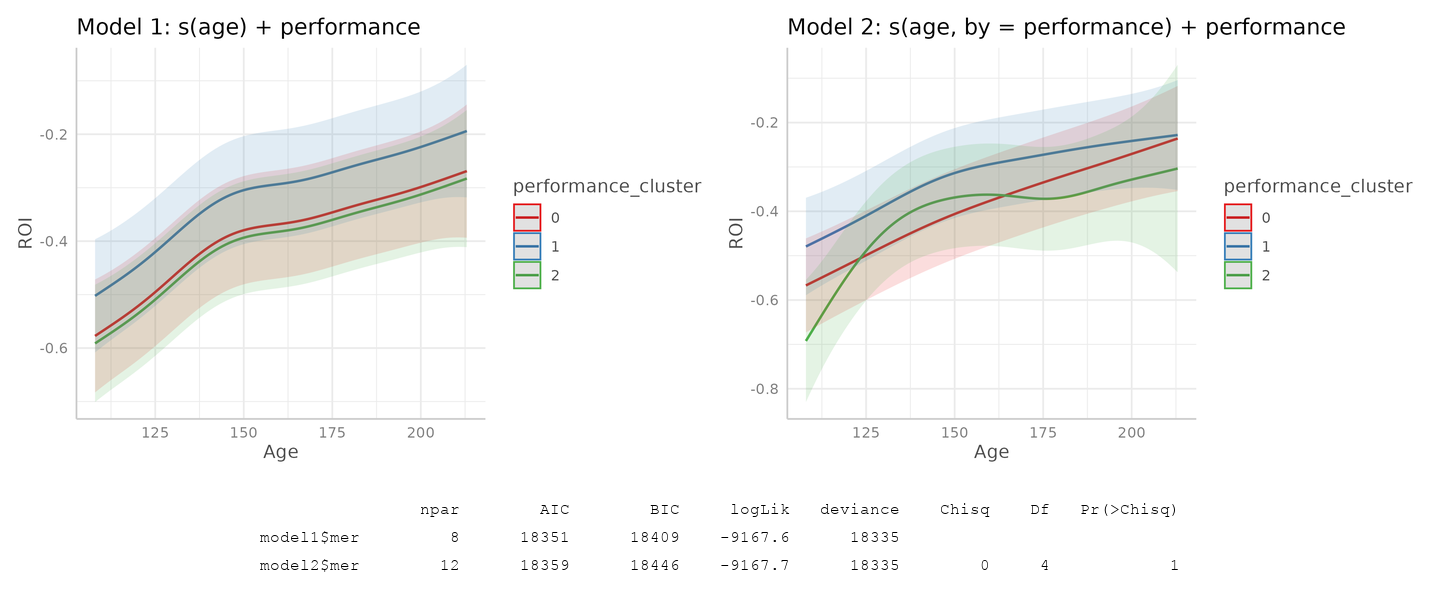 Model 1: s(age) + performance
ROI
-0.2
-0.4
-0.6
125 150 175 200
Age
performance_cluster
0
1
2
Model 2: s(age, by = performance) + performance
ROI
-0.2
-0.4
-0.6
-0.8
125 150 175 200
Age
performance_cluster
0
1
2
npar AIC BIC logLik deviance Chisq Df Pr(>Chisq)
model1$mer 8 18351 18409 -9167.6 18335
model2$mer 12 18359 18446 -9167.7 18335 0 4 1